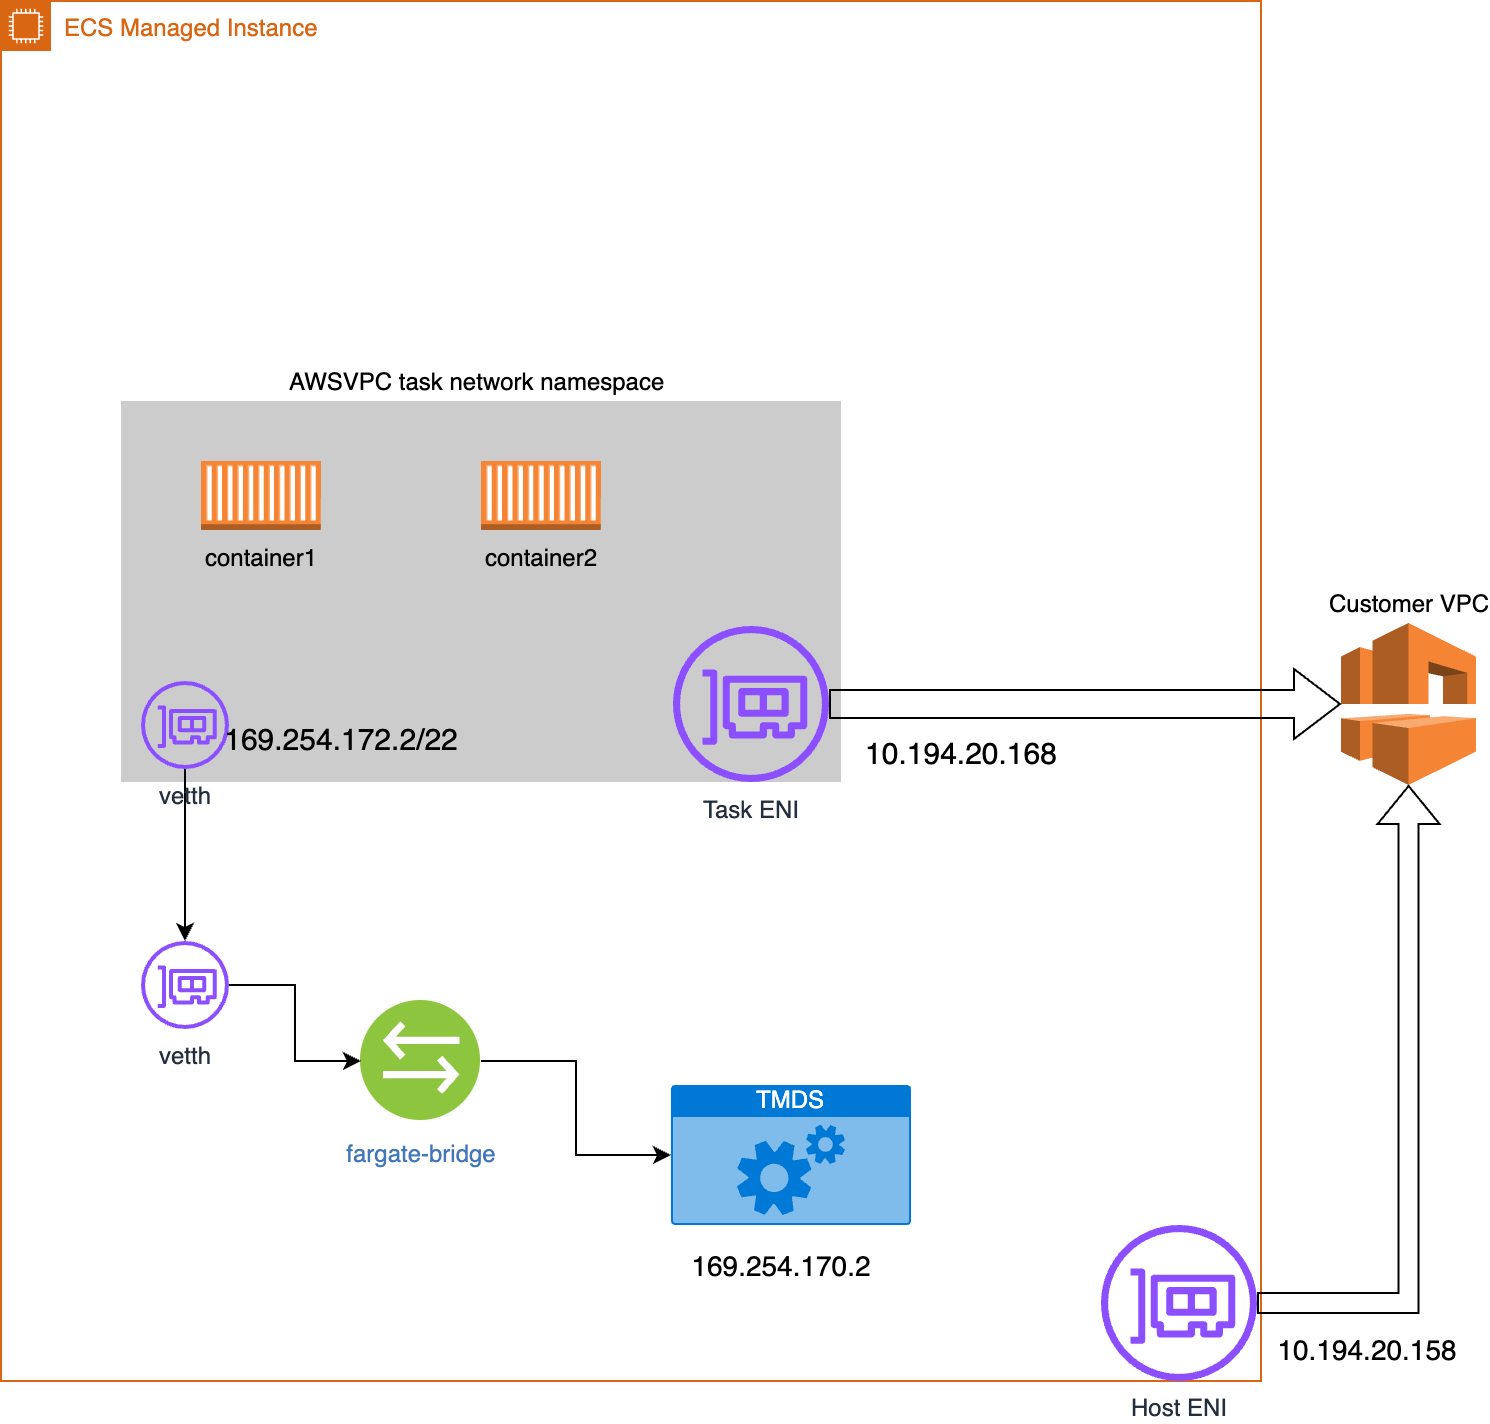 ECS Managed Instance
AWSVPC task network namespace
container1
container2
Customer VPC
169.254.172.2/22
vetth
10.194.20.168
Task ENI
vetth
fargate-bridge
TMDS
169.254.170.2
10.194.20.158
Host ENI